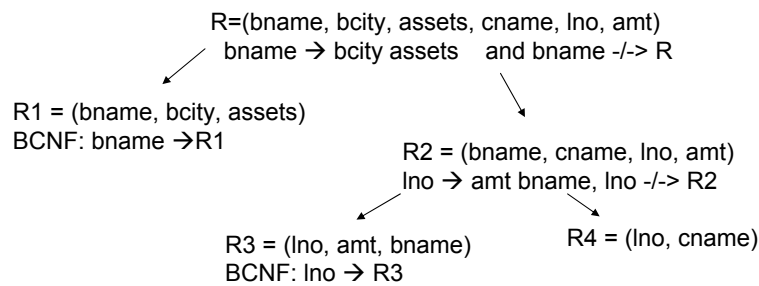 R=(bname, bcity, assets, cname, lno, amt)
bname → bcity assets and bname -/-> R
R1 = (bname, bcity, assets)
BCNF: bname →R1
R2 = (bname, cname, lno, amt)
lno → amt bname, lno -/-> R2
R3 = (lno, amt, bname)
BCNF: lno → R3
R4 = (lno, cname)